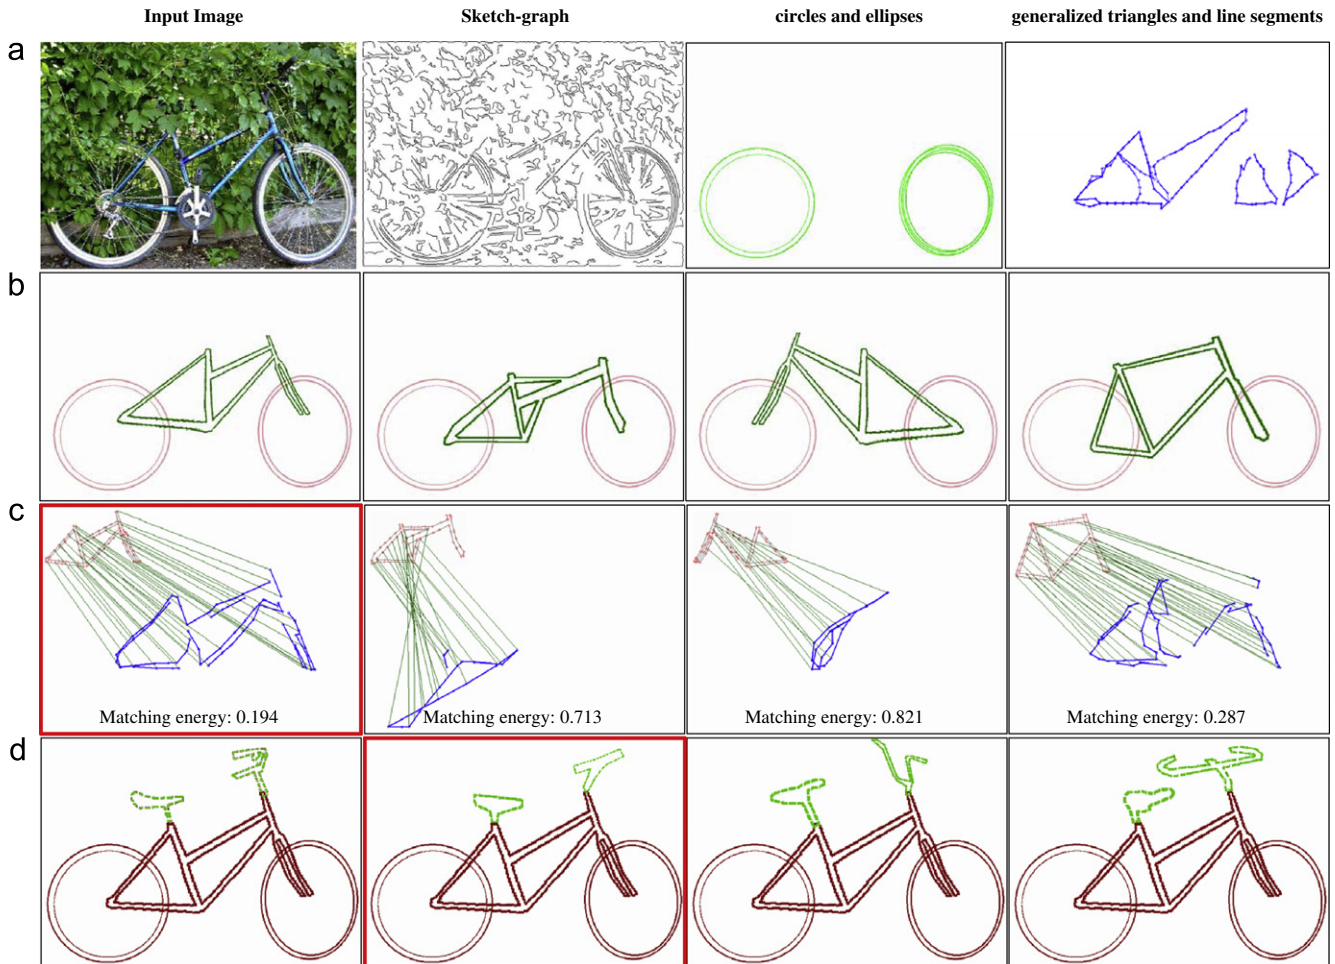 Input Image
Sketch-graph
circles and ellipses
generalized triangles and line segments
a
b
c
Matching energy: 0.194
Matching energy: 0.713
Matching energy: 0.821
Matching energy: 0.287
d